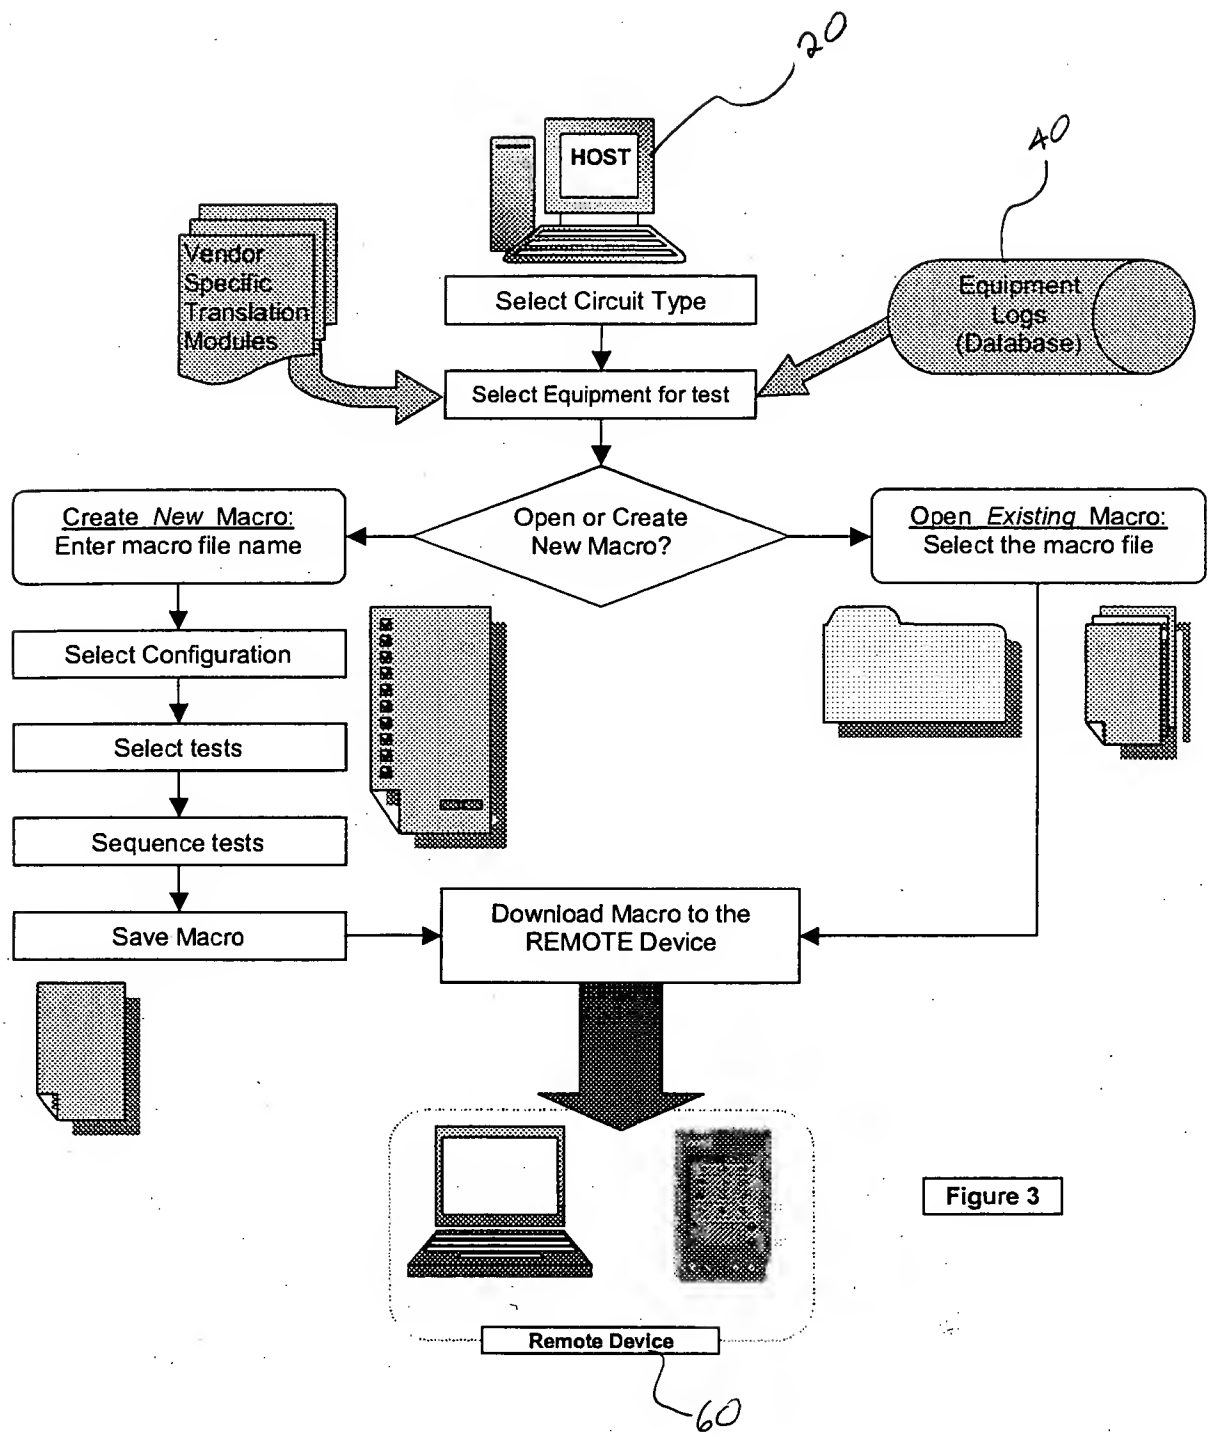 20
HOST
40
Vendor
Specific
Translation
Modules
Select Circuit Type
Equipment
Logs
(Database)
Select Equipment for test
Create New Macro:
Enter macro file name
Open or Create
New Macro?
Open Existing Macro:
Select the macro file
Select Configuration
Select tests
Sequence tests
Save Macro
Download Macro to the
REMOTE Device
Figure 3
Remote Device
60